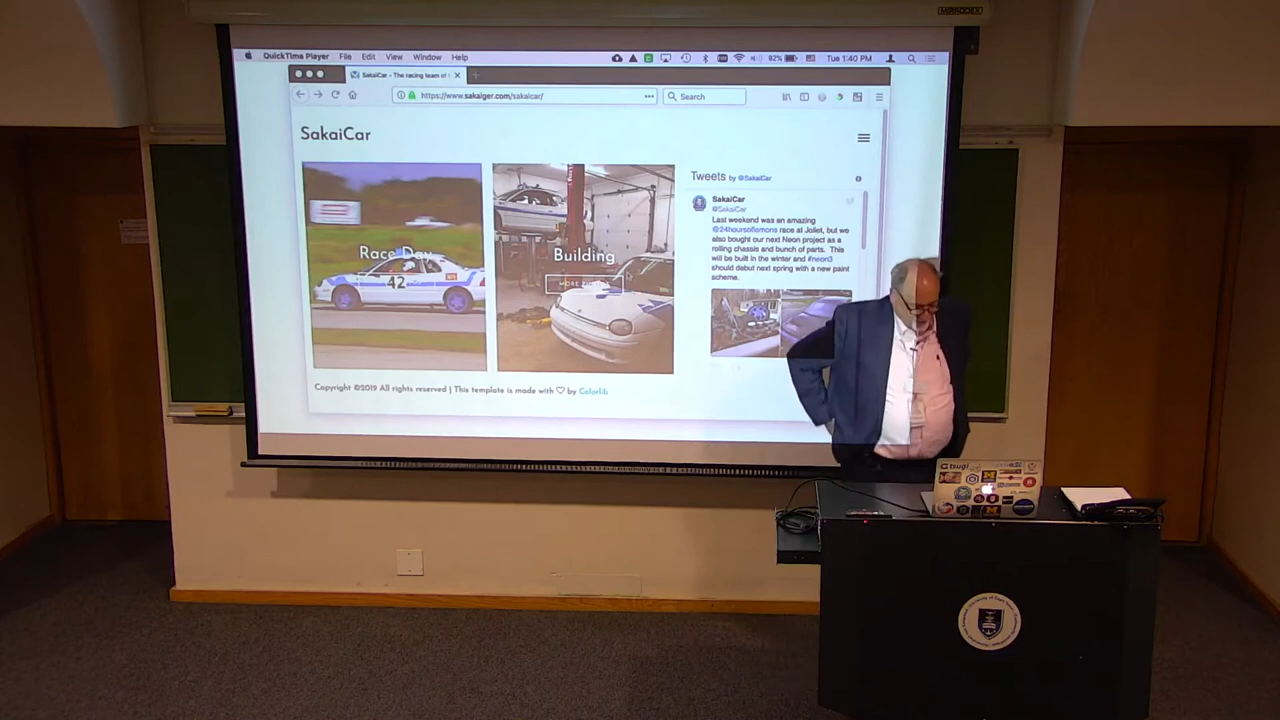 MIRRORDEX
QuickTime Player File Edit View Window Help
92% Tue 1:40 PM
SakaiCar - The racing team of t
https://www.sakaiger.com/sakaicar/
Search
SakaiCar
Race Day
42
Building
Tweets by @SakaiCar
SakaiCar
@SakaiCar
Last weekend was an amazing
@24hoursoflemons race at Joliet, but we
also bought our next Neon project as a
rolling chassis and bunch of parts. This
will be built in the winter and #neon3
should debut next spring with a new paint
scheme.
Copyright ©2019 All rights reserved | This template is made with ♡ by Colorlib
tsugi
M
M